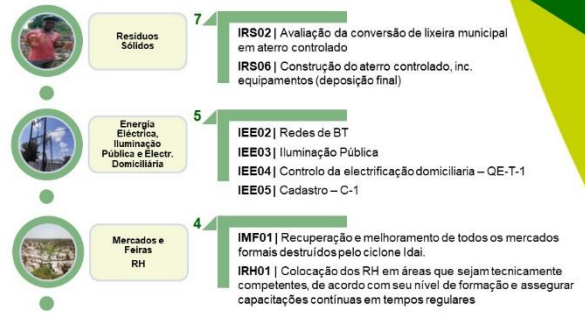 Resíduos
Sólidos
7
IRS02 | Avaliação da conversão de lixeira municipal
em aterro controlado
IRS06 | Construção do aterro controlado, inc.
equipamentos (deposição final)
Energia
Eléctrica,
Iluminação
Pública e Electr.
Domiciliária
5
IEE02 | Redes de BT
IEE03 | Iluminação Pública
IEE04 | Controlo da electrificação domiciliaria – QE-T-1
IEE05 | Cadastro – C-1
Mercados e
Feiras
RH
4
IMF01 | Recuperação e melhoramento de todos os mercados
formais destruídos pelo ciclone Idai.
IRH01 | Colocação dos RH em áreas que sejam tecnicamente
competentes, de acordo com seu nível de formação e assegurar
capacitações contínuas em tempos regulares